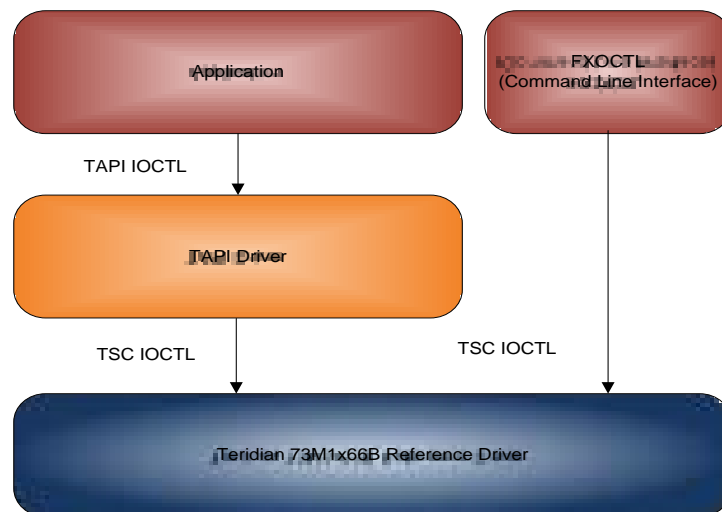 Application
FXOCTL
(Command Line Interface)
TAPI IOCTL
TAPI Driver
TSC IOCTL
TSC IOCTL
Teridian 73M1x66B Reference Driver